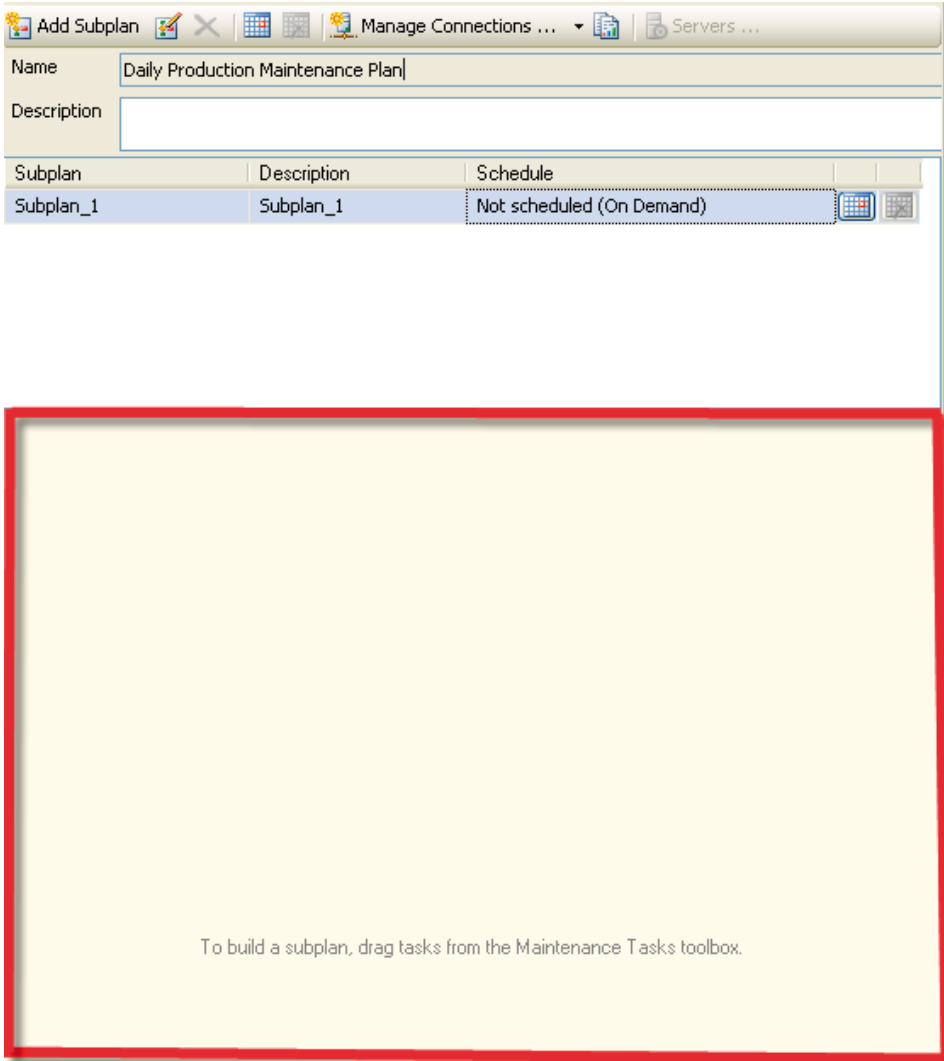 Add Subplan Manage Connections ... Servers ...
Name Daily Production Maintenance Plan
Description
Subplan Description Schedule
Subplan_1 Subplan_1 Not scheduled (On Demand)
To build a subplan, drag tasks from the Maintenance Tasks toolbox.